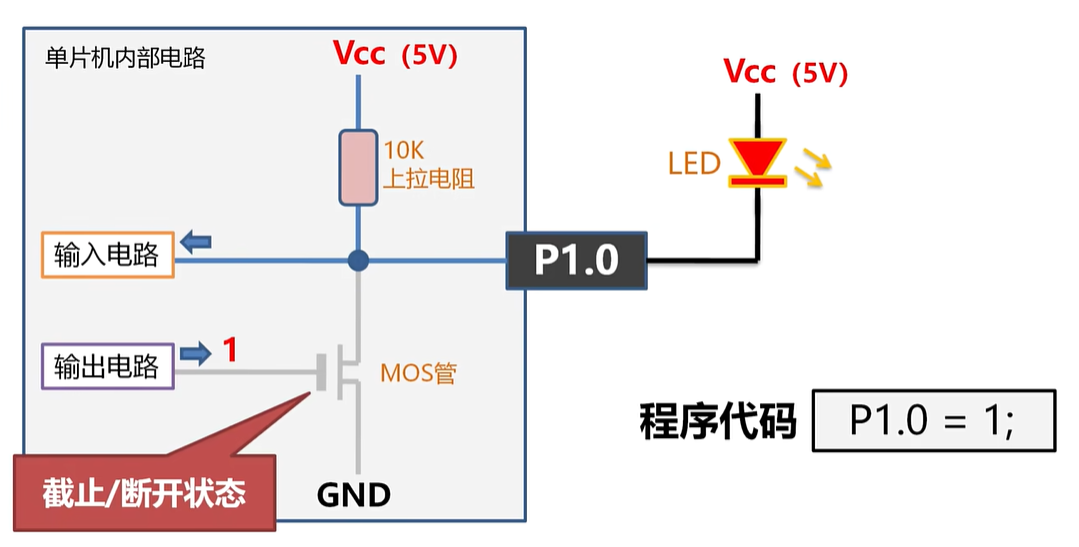 单片机内部电路
Vcc（5V）
Vcc（5V）
10K
上拉电阻
LED
输入电路
P1.0
输出电路
1
MOS管
程序代码
P1.0 = 1;
截止/断开状态
GND